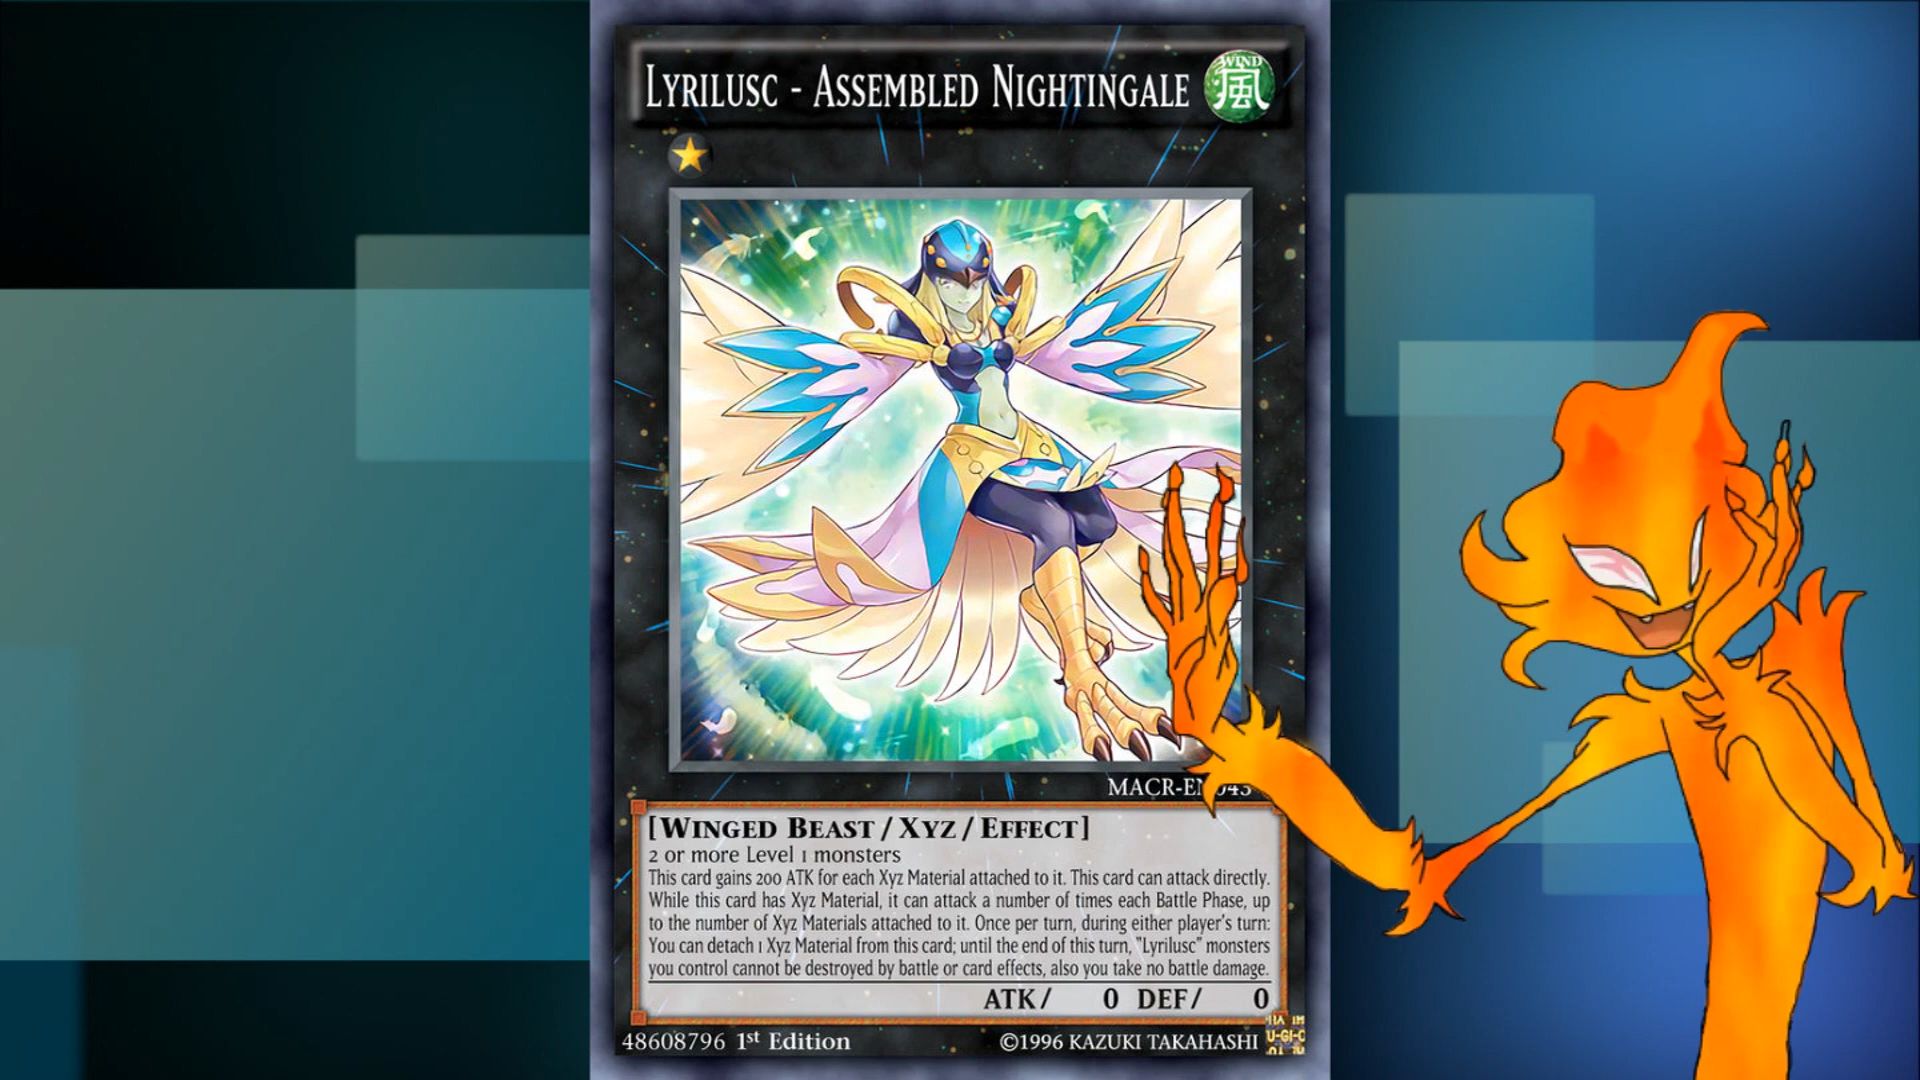 LYRILUSC - ASSEMBLED NIGHTINGALE
WIND
風
[WINGED BEAST / XYZ / EFFECT]
2 or more Level 1 monsters
This card gains 200 ATK for each Xyz Material attached to it. This card can attack directly.
While this card has Xyz Material, it can attack a number of times each Battle Phase, up
to the number of Xyz Materials attached to it. Once per turn, during either player's turn:
You can detach 1 Xyz Material from this card; until the end of this turn, "Lyrilusc" monsters
you control cannot be destroyed by battle or card effects, also you take no battle damage.
ATK/ 0 DEF/ 0
48608796 1st Edition
©1996 KAZUKI TAKAHASHI